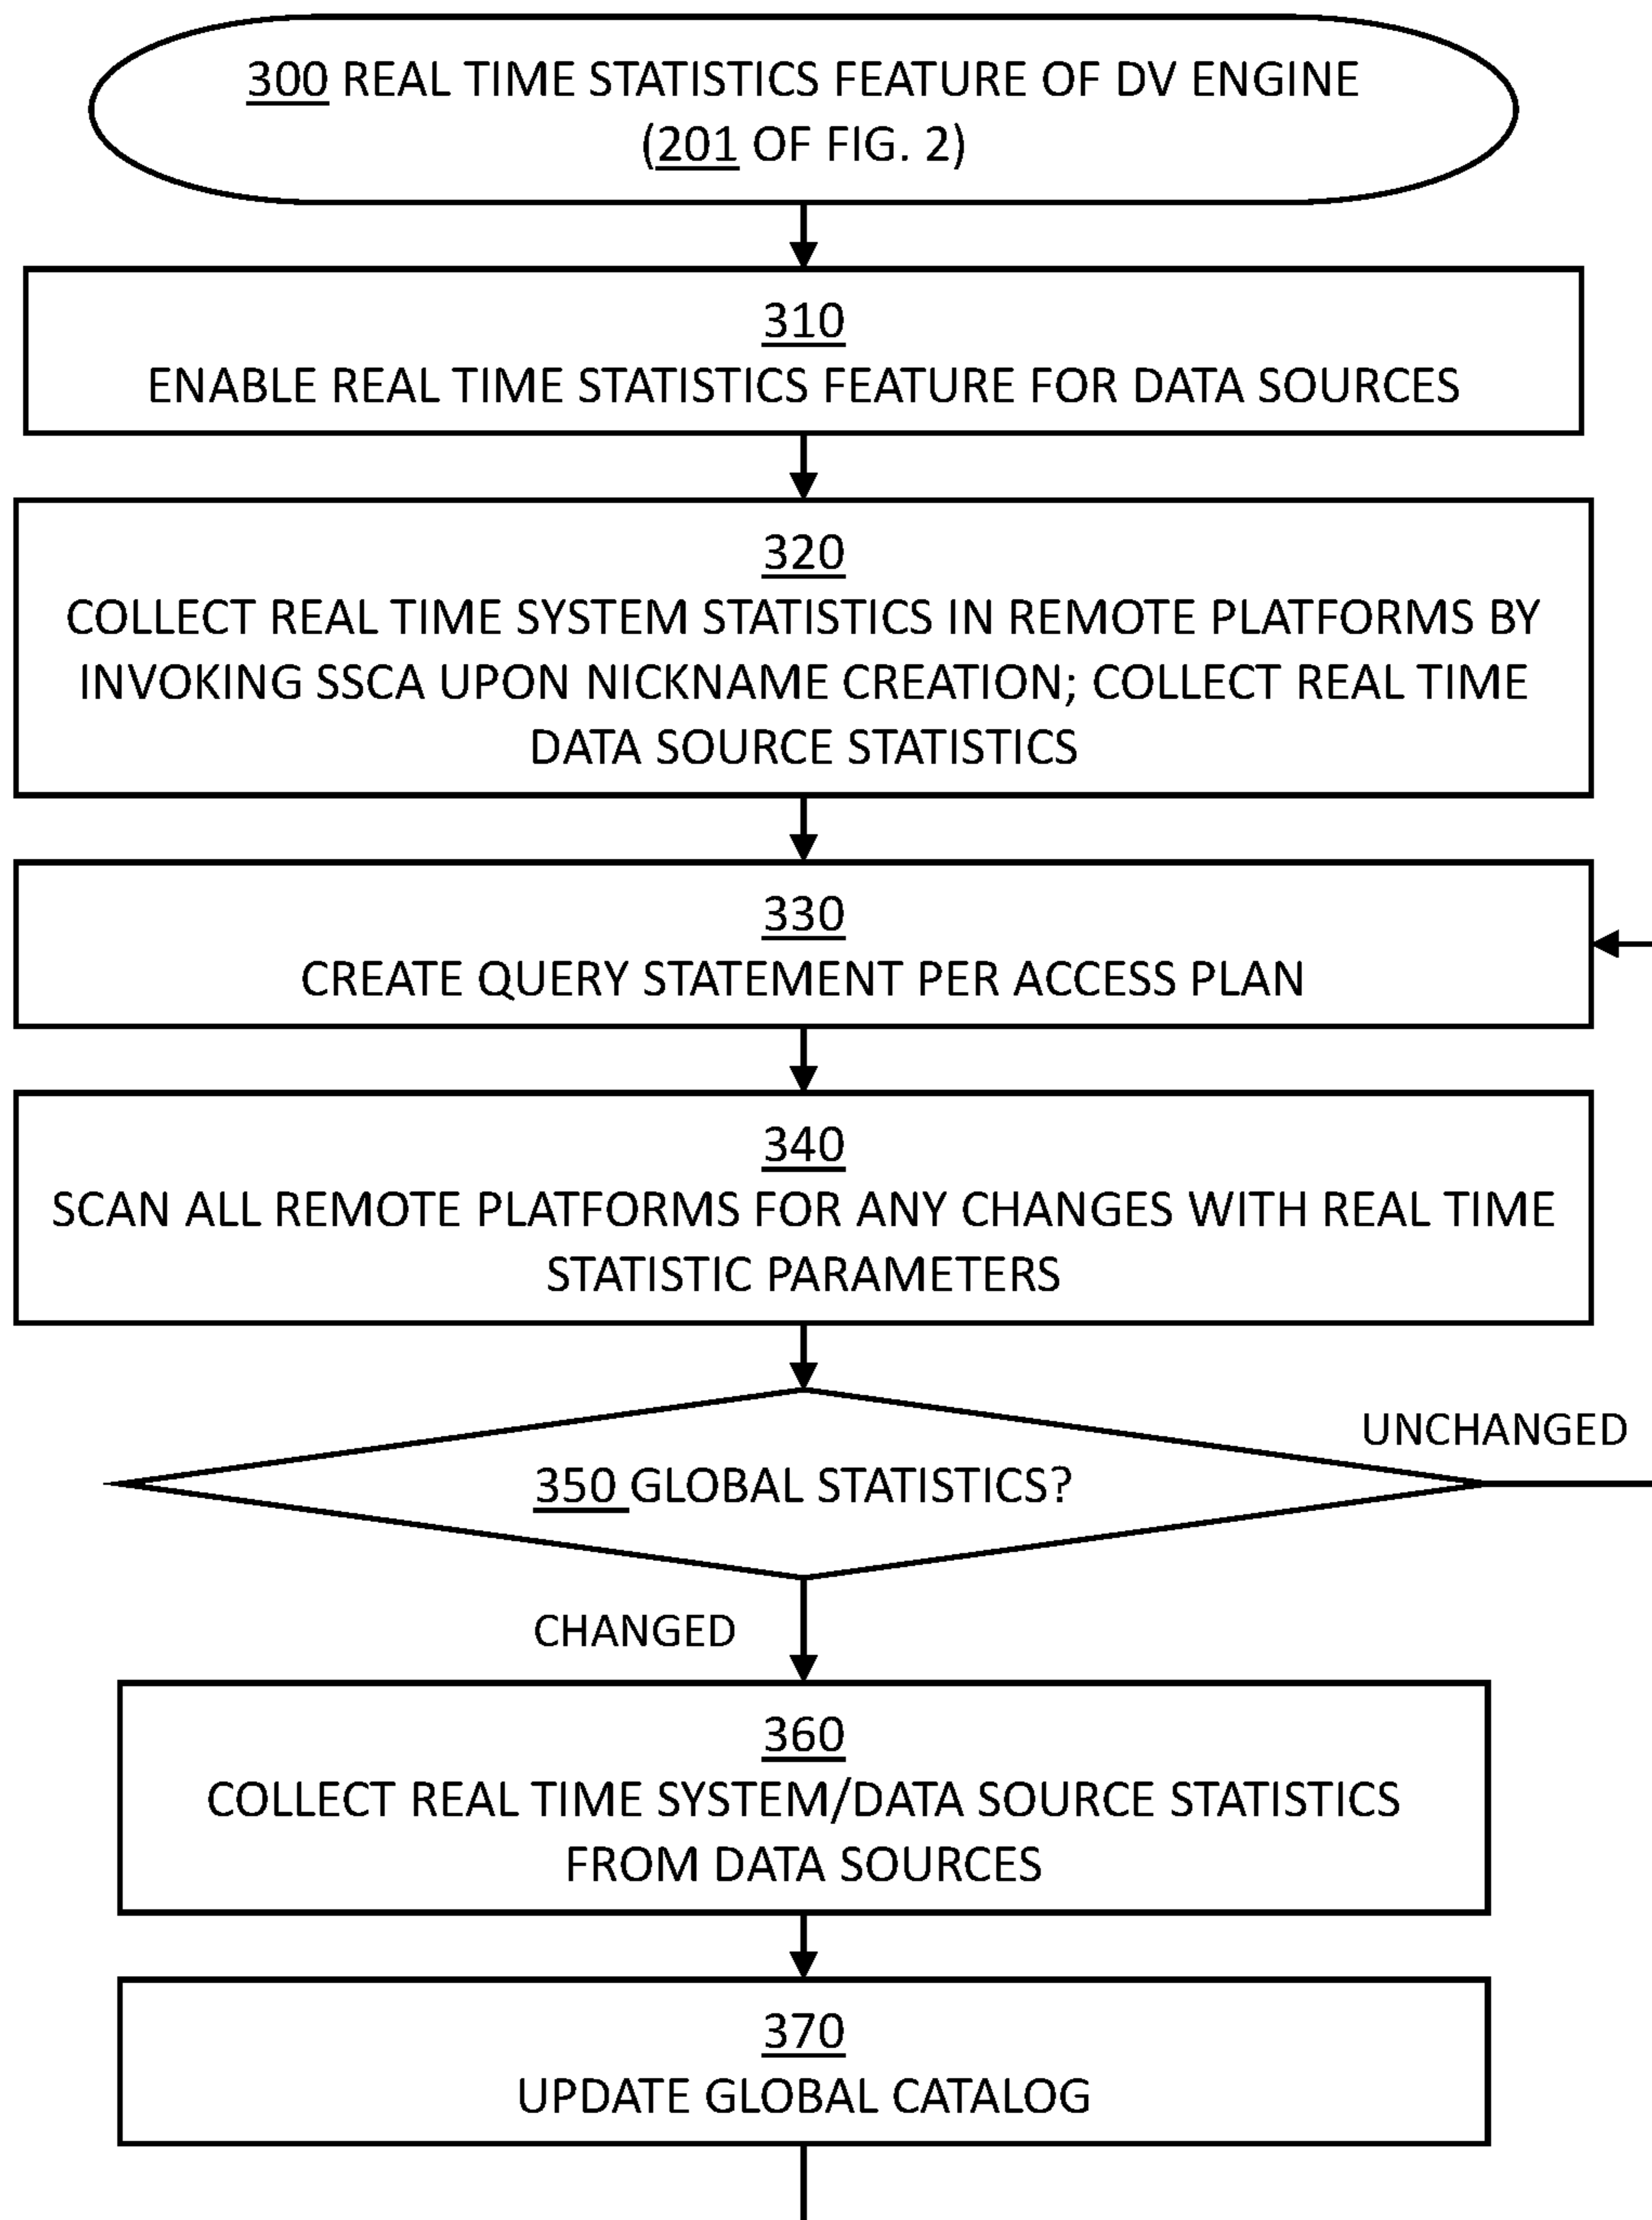 300 REAL TIME STATISTICS FEATURE OF DV ENGINE
(201 OF FIG. 2)
310
ENABLE REAL TIME STATISTICS FEATURE FOR DATA SOURCES
320
COLLECT REAL TIME SYSTEM STATISTICS IN REMOTE PLATFORMS BY
INVOKING SSCA UPON NICKNAME CREATION; COLLECT REAL TIME
DATA SOURCE STATISTICS
330
CREATE QUERY STATEMENT PER ACCESS PLAN
340
SCAN ALL REMOTE PLATFORMS FOR ANY CHANGES WITH REAL TIME
STATISTIC PARAMETERS
UNCHANGED
350 GLOBAL STATISTICS?
CHANGED
360
COLLECT REAL TIME SYSTEM/DATA SOURCE STATISTICS
FROM DATA SOURCES
370
UPDATE GLOBAL CATALOG